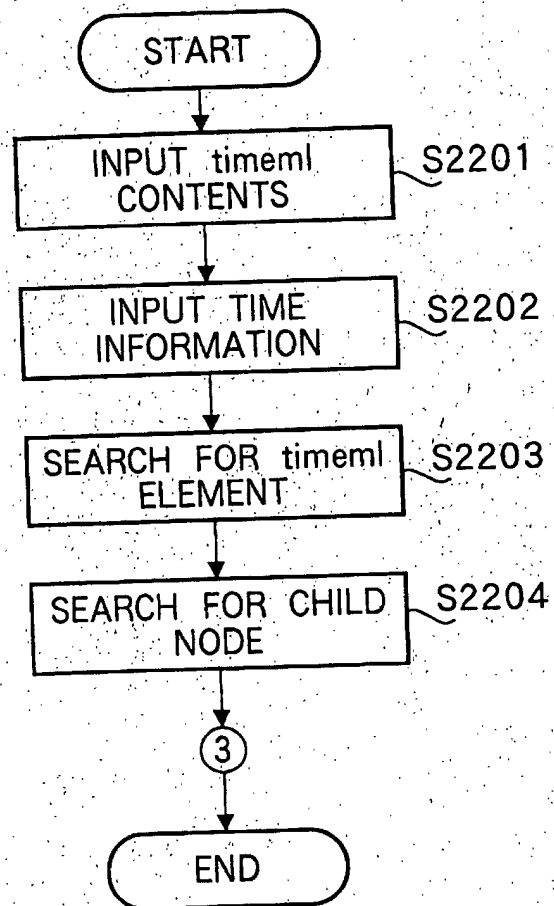 START
INPUT timeml
CONTENTS
S2201
INPUT TIME
INFORMATION
S2202
SEARCH FOR timeml
ELEMENT
S2203
SEARCH FOR CHILD
NODE
S2204
3
END